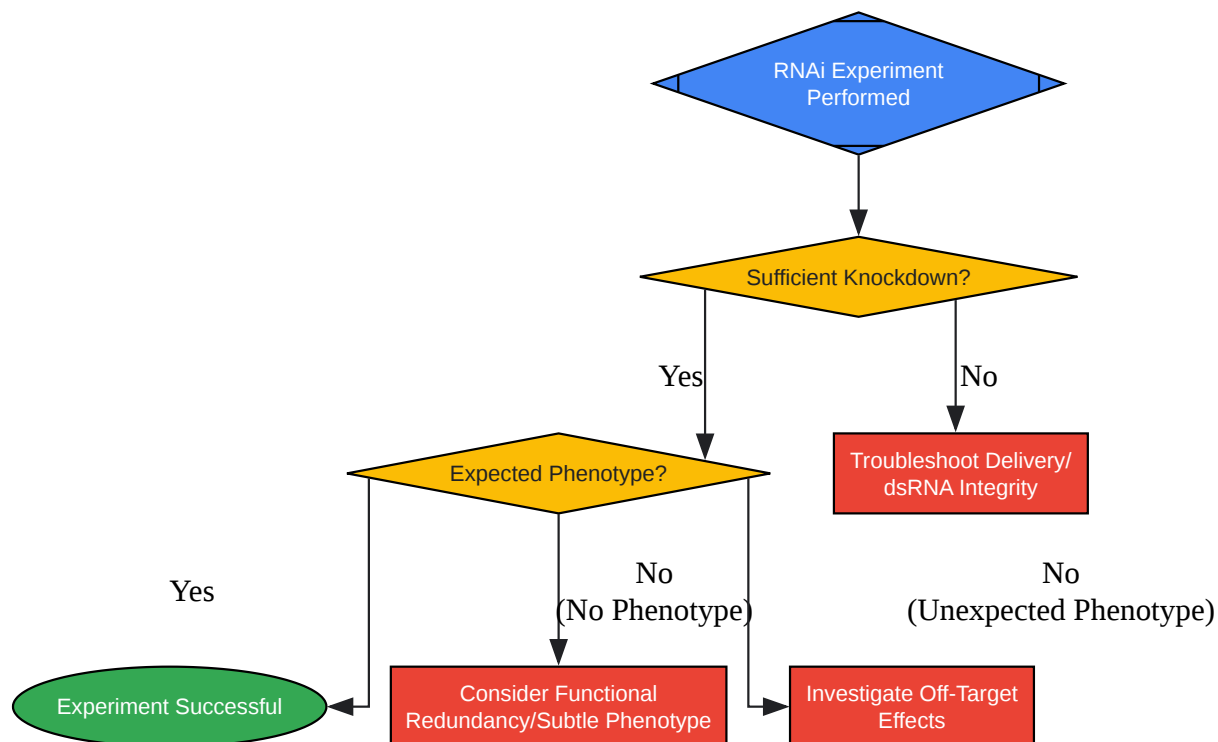 RNAi Experiment
Performed
Sufficient Knockdown?
Yes
No
Expected Phenotype?
Troubleshoot Delivery/
dsRNA Integrity
Yes
No
(No Phenotype)
No
(Unexpected Phenotype)
Experiment Successful
Consider Functional
Redundancy/Subtle Phenotype
Investigate Off-Target
Effects